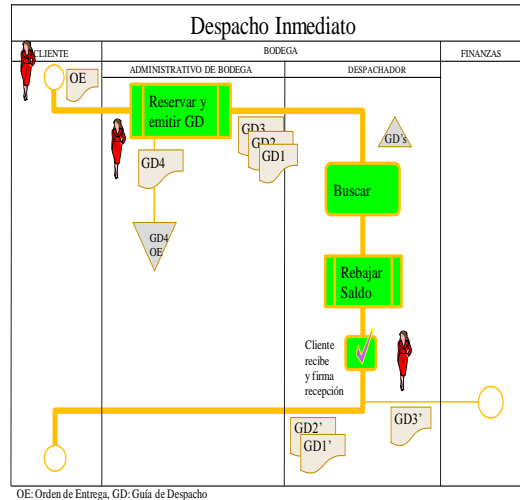 Despacho Inmediato
CLIENTE
BODEGA
FINANZAS
ADMINISTRATIVO DE BODEGA
DESPACHADOR
OE
Reservar y
emitir GD
GD3
GD2
GD1
GD's
GD4
Buscar
GD4
OE
Rebajar
Saldo
Cliente
recibe
y firma
recepción
GD2’
GD1’
GD3’
OE: Orden de Entrega, GD: Guía de Despacho